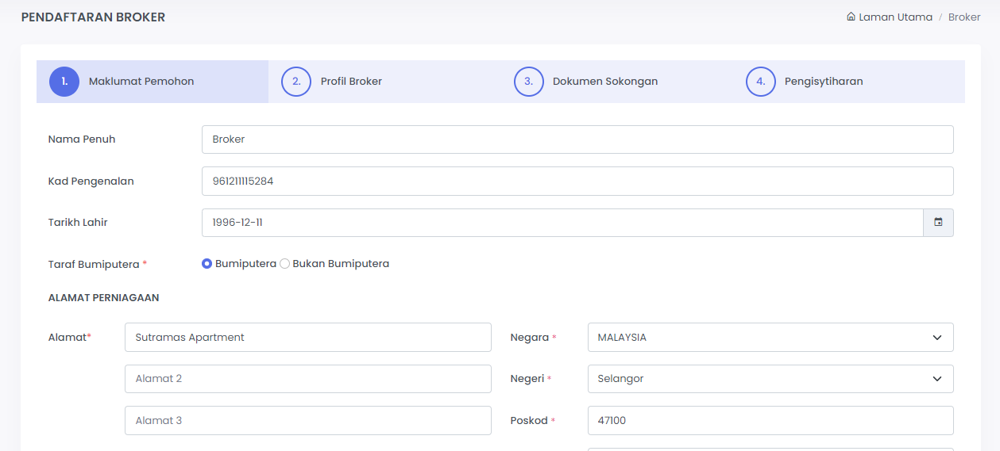 PENDAFTARAN BROKER
Laman Utama / Broker
1. Maklumat Pemohon
2. Profil Broker
3. Dokumen Sokongan
4. Pengisytiharan
Nama Penuh Broker
Kad Pengenalan 961211115284
Tarikh Lahir 1996-12-11
Taraf Bumiputera * Bumiputera Bukan Bumiputera
ALAMAT PERNIAGAAN
Alamat* Sutramas Apartment Negara * MALAYSIA
Alamat 2 Negeri * Selangor
Alamat 3 Poskod * 47100